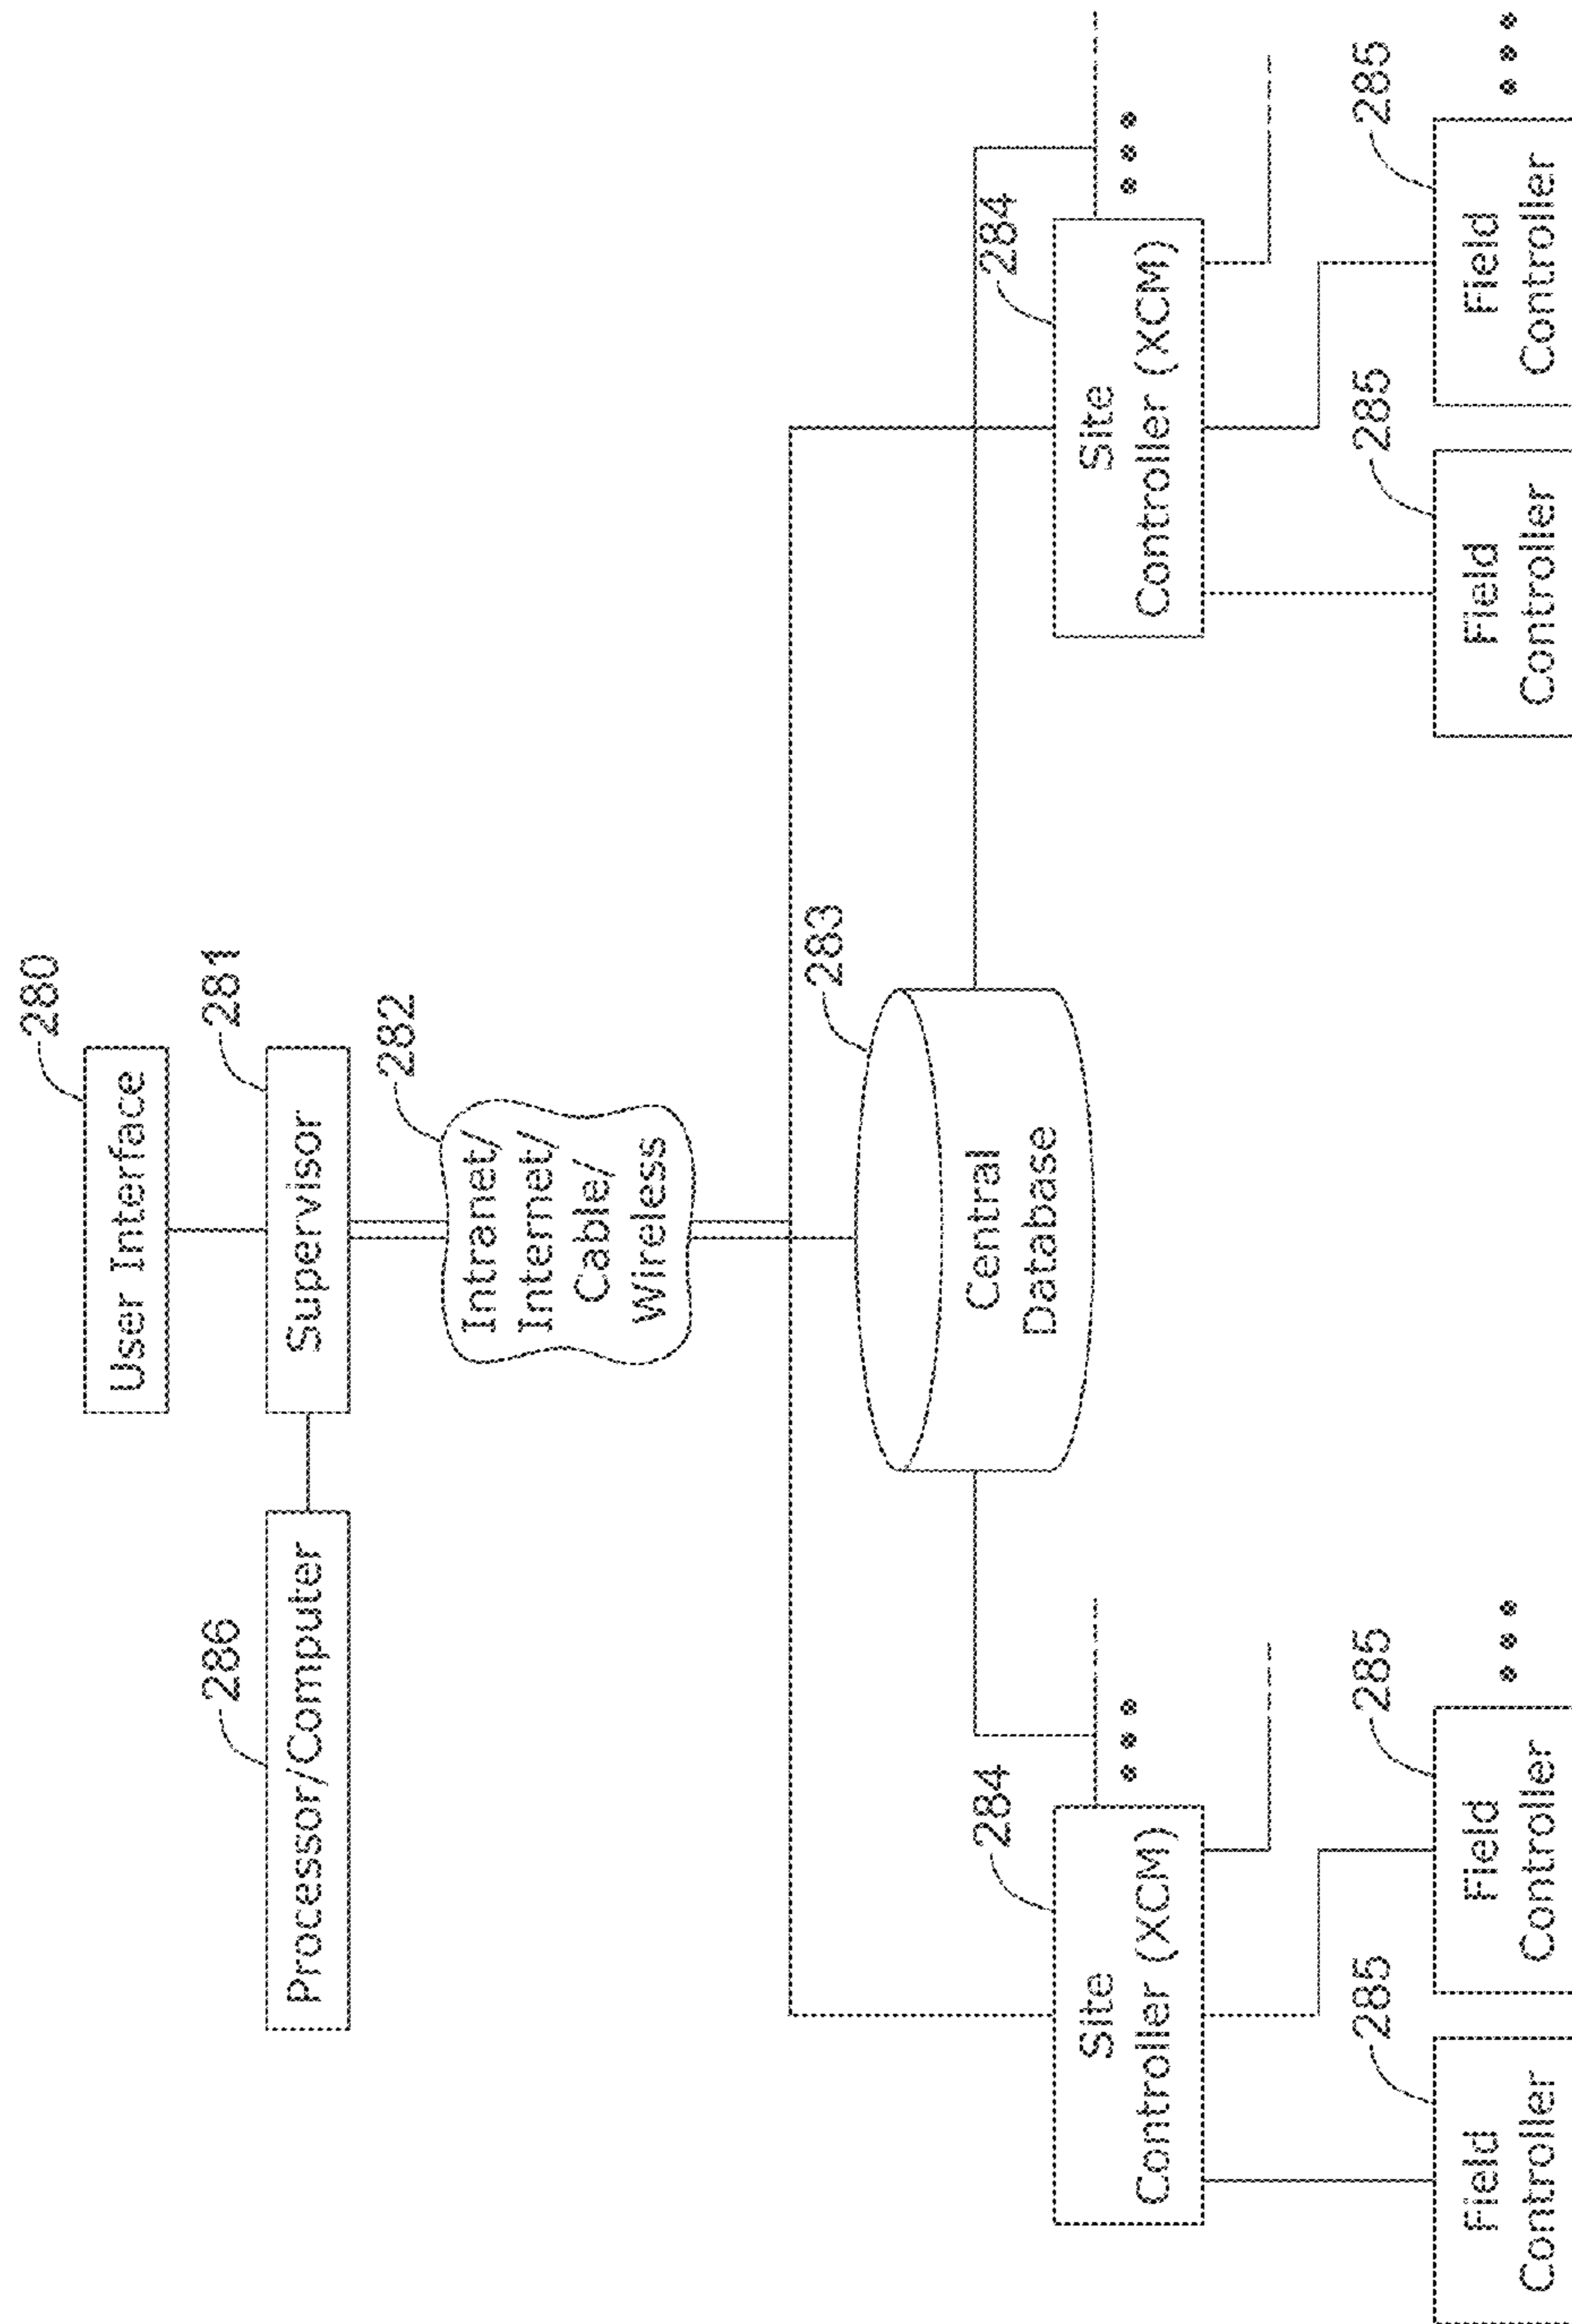 280
User Interface
286
Processor/Computer
281
Supervisor
282
Intranet/
Internet/
Cable/
Wireless
283
Central
Database
284
Site
Controller (XCM)
284
Site
Controller (XCM)
285
Field
Controller
285
Field
Controller
285
Field
Controller
285
Field
Controller